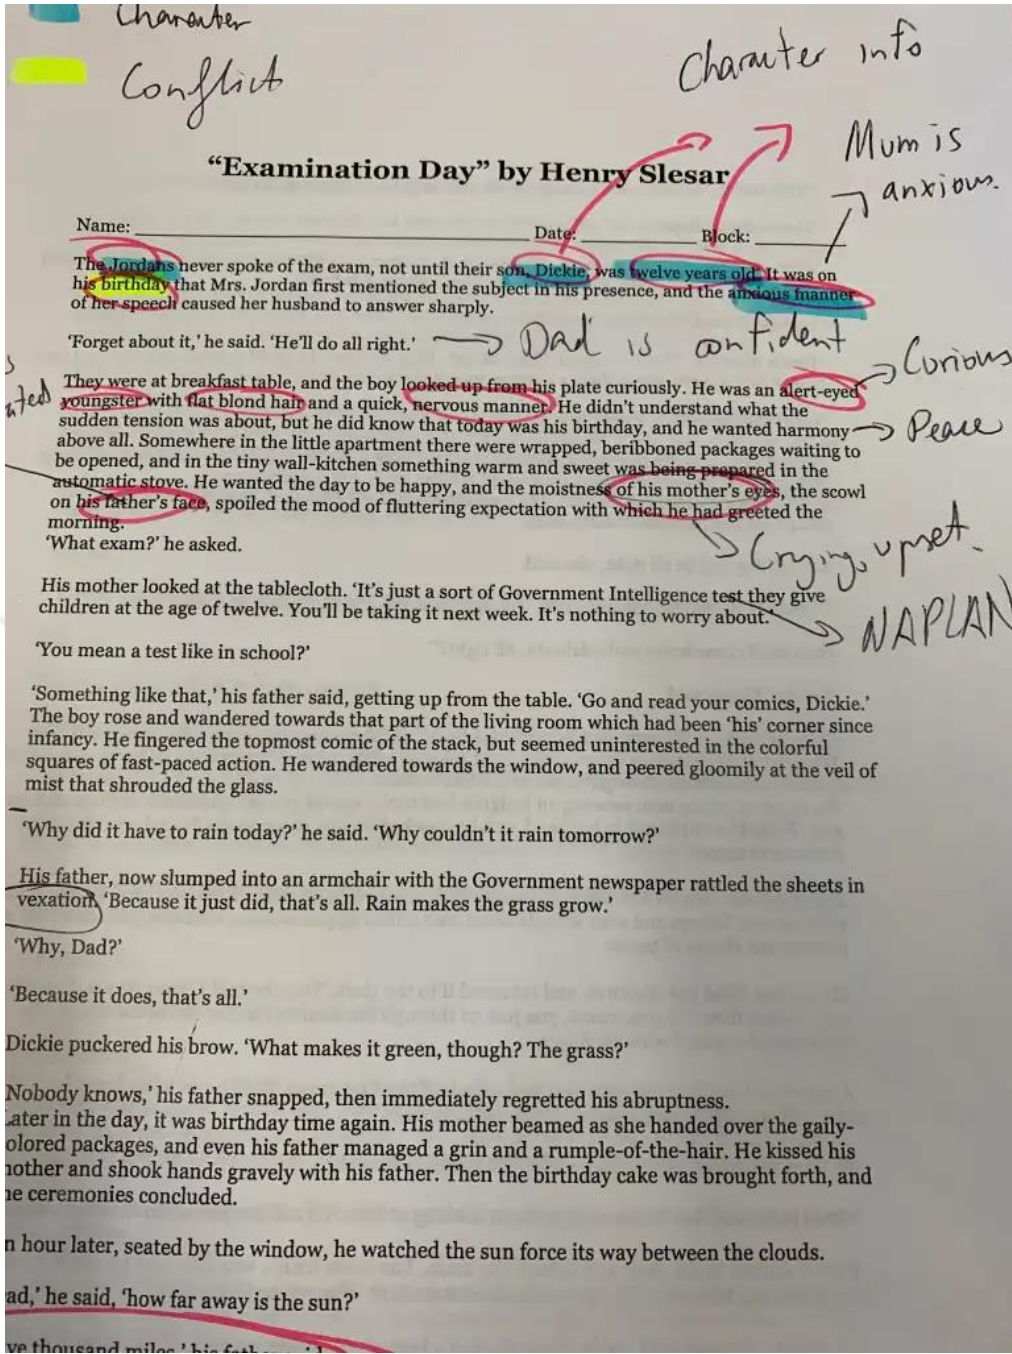 Character
Conflict
Character info
Mum is
anxious.
“Examination Day” by Henry Slesar
Name: Date: Block:
The Jordans never spoke of the exam, not until their son, Dickie, was twelve years old. It was on
his birthday that Mrs. Jordan first mentioned the subject in his presence, and the anxious manner
of her speech caused her husband to answer sharply.
‘Forget about it,’ he said. ‘He'll do all right.’
Dad is confident
They were at breakfast table, and the boy looked up from his plate curiously. He was an alert-eyed
Curious
youngster with flat blond hair and a quick, nervous manner. He didn't understand what the
sudden tension was about, but he did know that today was his birthday, and he wanted harmony
Peace
above all. Somewhere in the little apartment there were wrapped, beribboned packages waiting to
be opened, and in the tiny wall-kitchen something warm and sweet was being prepared in the
automatic stove. He wanted the day to be happy, and the moistness of his mother's eyes, the scowl
on his father's face, spoiled the mood of fluttering expectation with which he had greeted the
morning.
Crying, upset.
‘What exam?’ he asked.
His mother looked at the tablecloth. ‘It's just a sort of Government Intelligence test they give
children at the age of twelve. You'll be taking it next week. It's nothing to worry about.’
NAPLAN
‘You mean a test like in school?’
‘Something like that,’ his father said, getting up from the table. ‘Go and read your comics, Dickie.’
The boy rose and wandered towards that part of the living room which had been ‘his’ corner since
infancy. He fingered the topmost comic of the stack, but seemed uninterested in the colorful
squares of fast-paced action. He wandered towards the window, and peered gloomily at the veil of
mist that shrouded the glass.
‘Why did it have to rain today?’ he said. ‘Why couldn't it rain tomorrow?’
His father, now slumped into an armchair with the Government newspaper rattled the sheets in
vexation. ‘Because it just did, that's all. Rain makes the grass grow.’
‘Why, Dad?’
‘Because it does, that's all.’
Dickie puckered his brow. ‘What makes it green, though? The grass?’
Nobody knows,’ his father snapped, then immediately regretted his abruptness.
Later in the day, it was birthday time again. His mother beamed as she handed over the gaily-
olored packages, and even his father managed a grin and a rumple-of-the-hair. He kissed his
mother and shook hands gravely with his father. Then the birthday cake was brought forth, and
he ceremonies concluded.
n hour later, seated by the window, he watched the sun force its way between the clouds.
ad,’ he said, ‘how far away is the sun?’
ve thousand miles,’ his